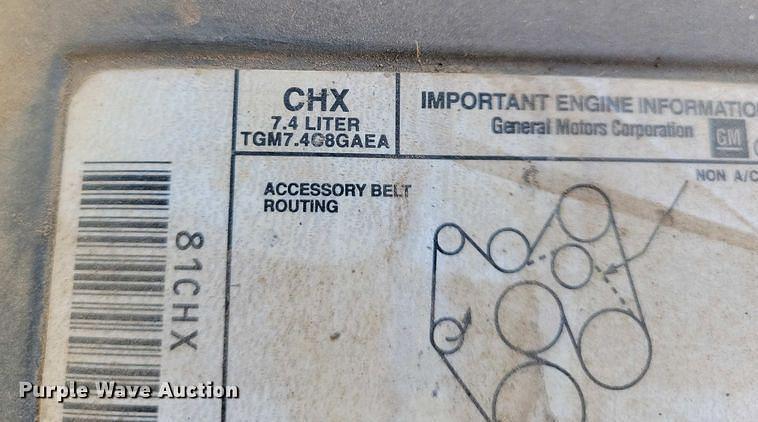 CHX
7.4 LITER
TGM7.4G8GAEA
IMPORTANT ENGINE INFORMATIO
General Motors Corporation GM
NON A/C
ACCESSORY BELT
ROUTING
81CHX
Purple Wave Auction